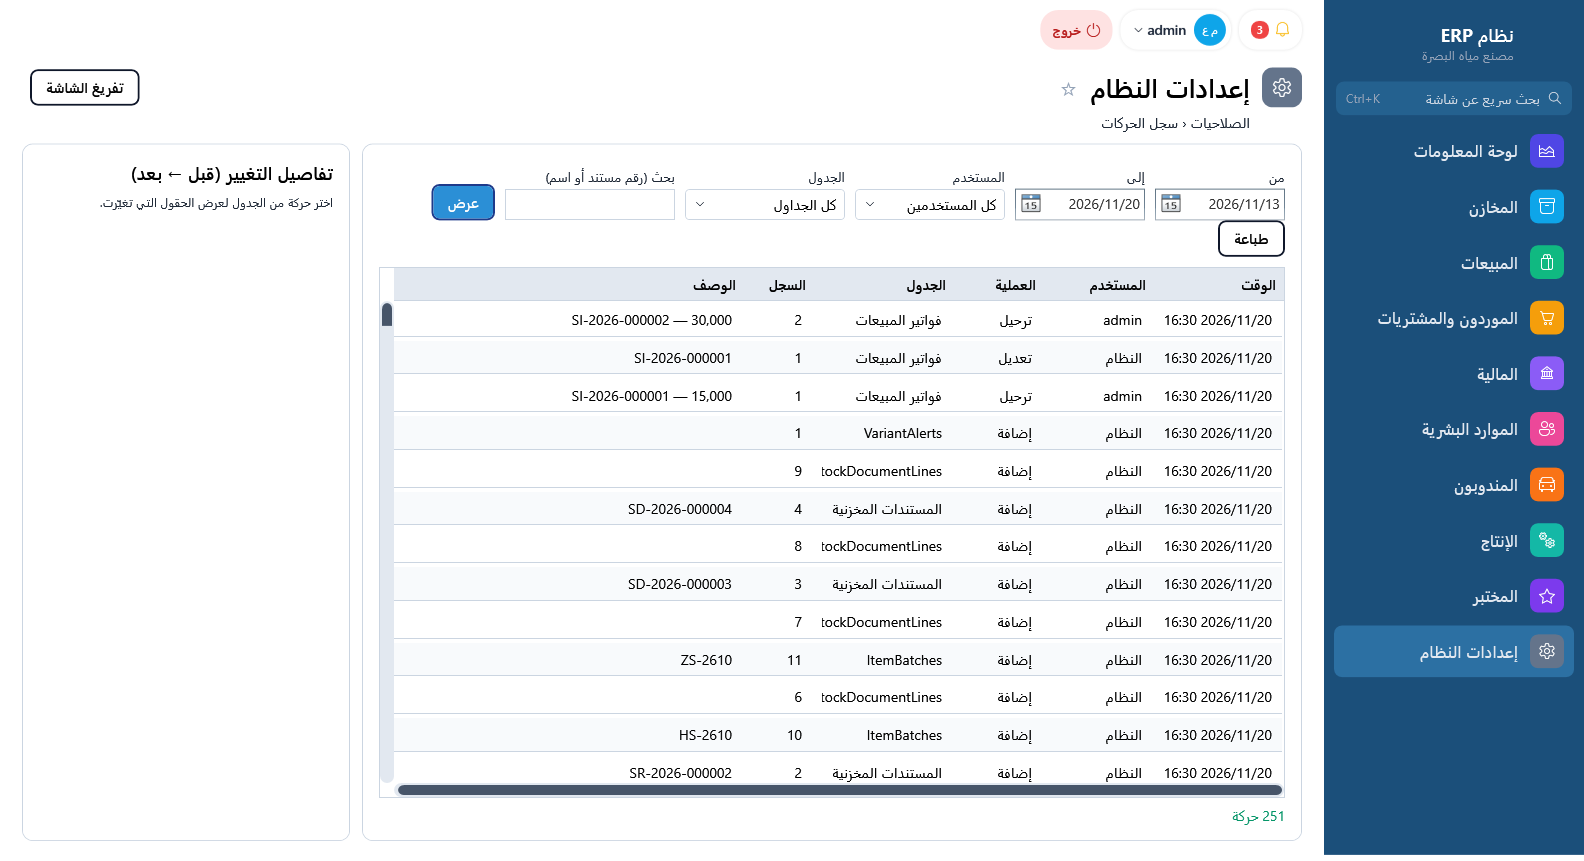 نظام ERP
مصنع مياه البصرة
بحث سريع عن شاشة Ctrl+K
لوحة المعلومات
المخازن
المبيعات
الموردون والمشتريات
المالية
الموارد البشرية
المندوبون
الإنتاج
المختبر
إعدادات النظام
3
م ع admin
خروج
إعدادات النظام
الصلاحيات › سجل الحركات
تفريغ الشاشة
من إلى المستخدم الجدول بحث (رقم مستند أو اسم)
2026/11/13 15 2026/11/20 15 كل المستخدمين كل الجداول عرض
طباعة
الوقت المستخدم العملية الجدول السجل الوصف
2026/11/20 16:30 admin ترحيل فواتير المبيعات 2 SI-2026-000002 — 30,000
2026/11/20 16:30 النظام تعديل فواتير المبيعات 1 SI-2026-000001
2026/11/20 16:30 admin ترحيل فواتير المبيعات 1 SI-2026-000001 — 15,000
2026/11/20 16:30 النظام إضافة VariantAlerts 1
2026/11/20 16:30 النظام إضافة tockDocumentLines 9
2026/11/20 16:30 النظام إضافة المستندات المخزنية 4 SD-2026-000004
2026/11/20 16:30 النظام إضافة tockDocumentLines 8
2026/11/20 16:30 النظام إضافة المستندات المخزنية 3 SD-2026-000003
2026/11/20 16:30 النظام إضافة tockDocumentLines 7
2026/11/20 16:30 النظام إضافة ItemBatches 11 ZS-2610
2026/11/20 16:30 النظام إضافة tockDocumentLines 6
2026/11/20 16:30 النظام إضافة ItemBatches 10 HS-2610
2026/11/20 16:30 النظام إضافة المستندات المخزنية 2 SR-2026-000002
251 حركة
تفاصيل التغيير (قبل ← بعد)
اختر حركة من الجدول لعرض الحقول التي تغيّرت.